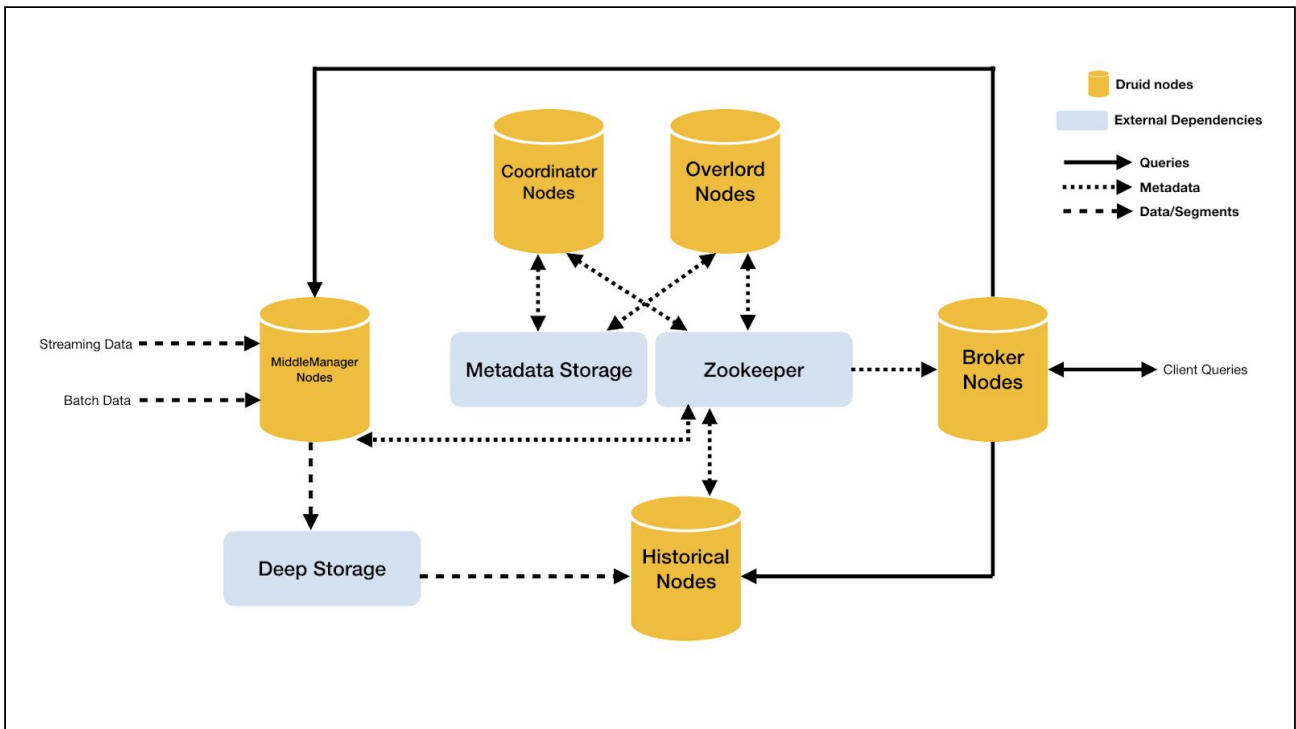 Druid nodes
External Dependencies
Queries
Metadata
Data/Segments
Coordinator
Nodes
Overlord
Nodes
Streaming Data
Batch Data
MiddleManager
Nodes
Metadata Storage
Zookeeper
Broker
Nodes
Client Queries
Deep Storage
Historical
Nodes